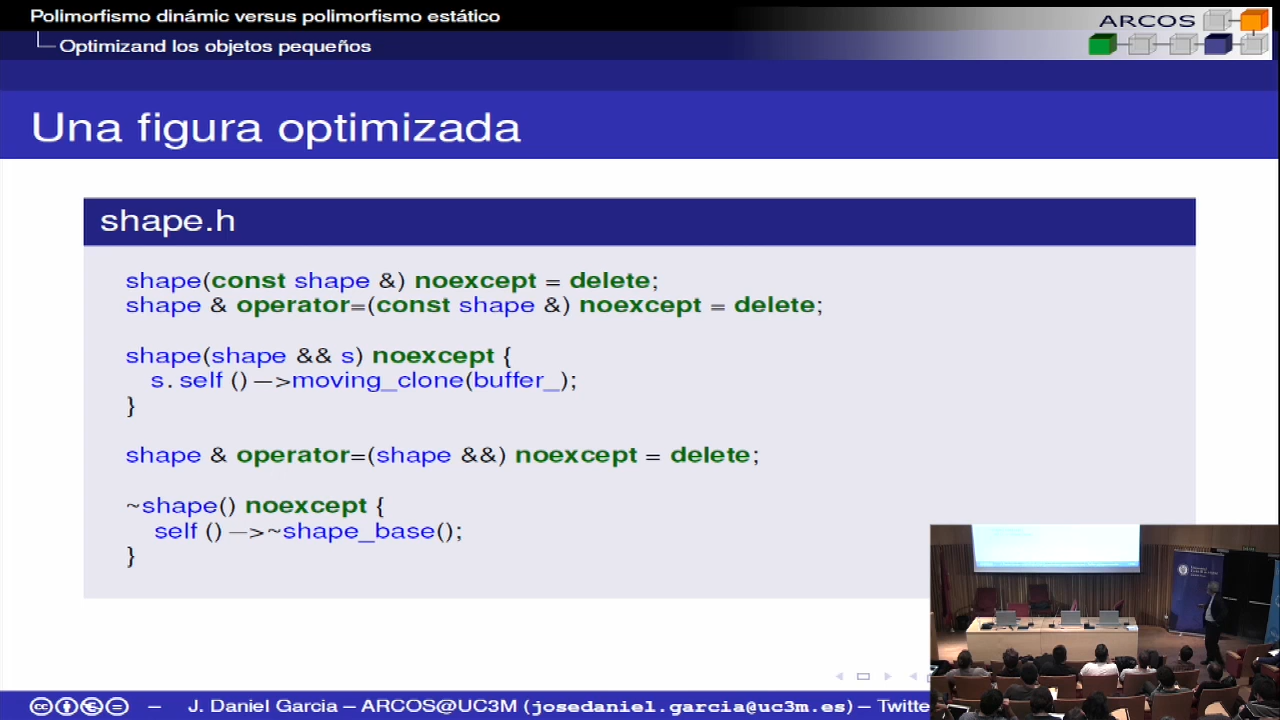 Polimorfismo dinámic versus polimorfismo estático
Optimizand los objetos pequeños
ARCOS
Una figura optimizada
shape.h
shape(const shape &) noexcept = delete;
shape & operator=(const shape &) noexcept = delete;
shape(shape && s) noexcept {
s. self ()—>moving_clone(buffer_);
}
shape & operator=(shape &&) noexcept = delete;
~shape() noexcept {
self ()—>~shape_base();
}
cc
– J. Daniel Garcia – ARCOS@UC3M (josedaniel.garcia@uc3m.es) – Twitte